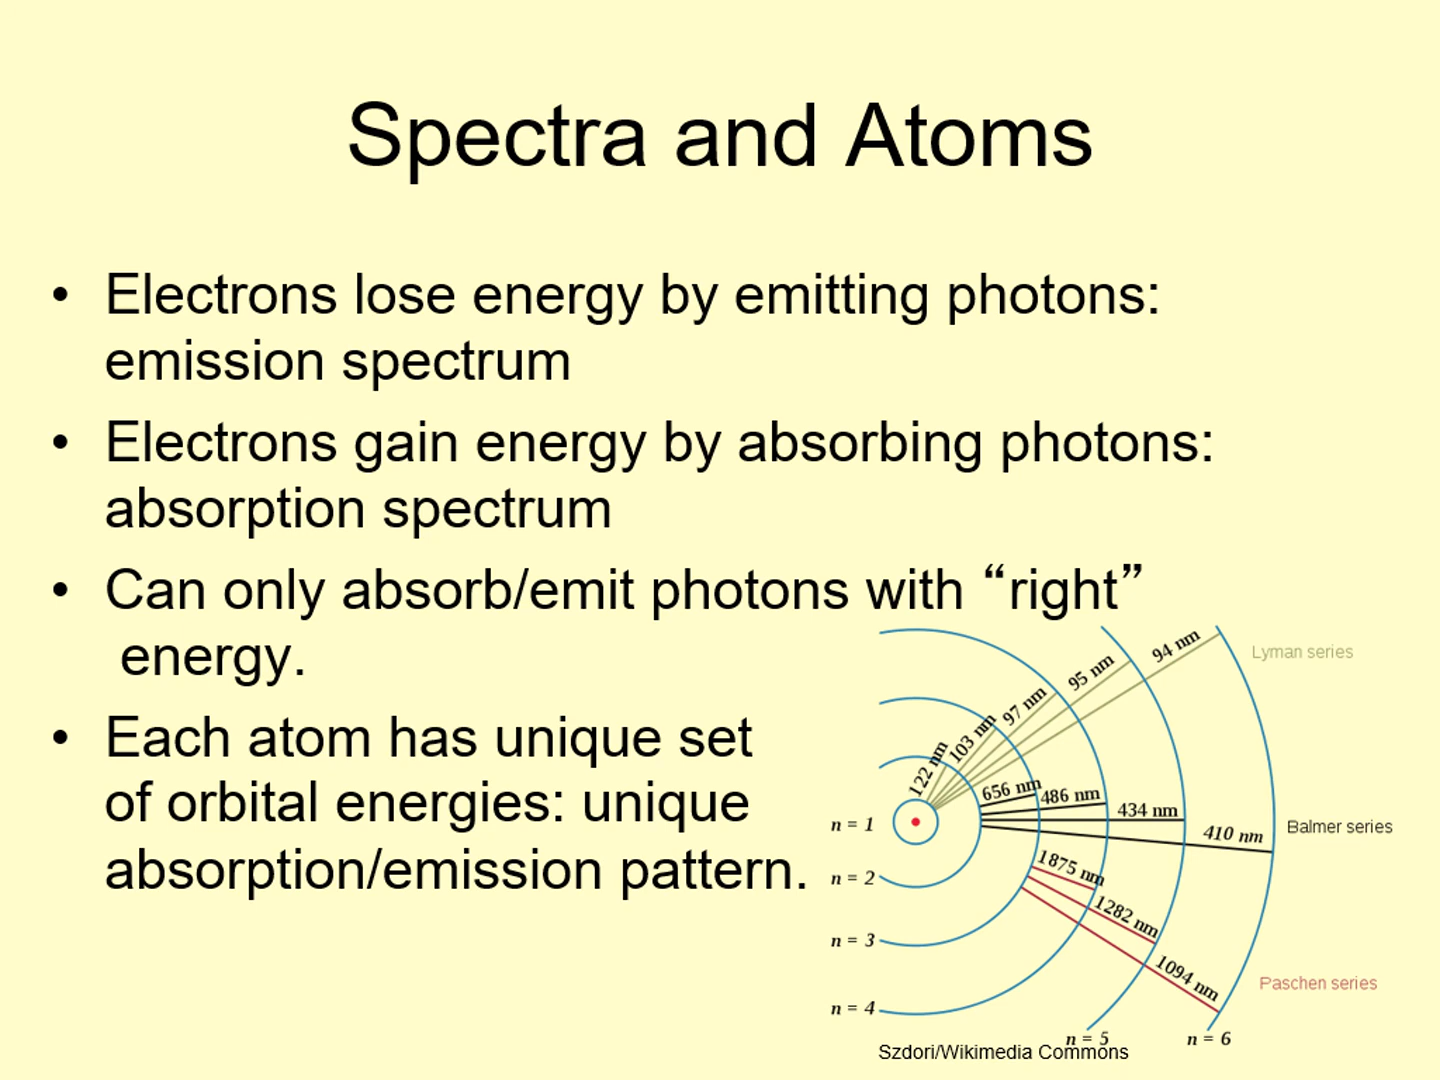 Spectra and Atoms
• Electrons lose energy by emitting photons:
emission spectrum
• Electrons gain energy by absorbing photons:
absorption spectrum
• Can only absorb/emit photons with “right”
energy.
• Each atom has unique set
of orbital energies: unique
absorption/emission pattern.
94 nm
Lyman series
95 nm
97 nm
103 nm
122 nm
656 nm
486 nm
434 nm
410 nm
Balmer series
n = 1
1875 nm
n = 2
1282 nm
n = 3
1094 nm
Paschen series
n = 4
n = 5
n = 6
Szdori/Wikimedia Commons